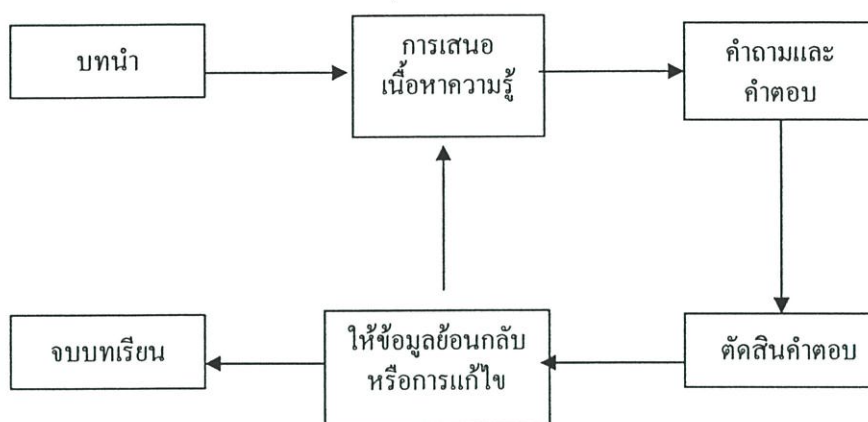 บทนำ
การเสนอ
เนื้อหาความรู้
คำถามและ
คำตอบ
ตัดสินคำตอบ
ให้ข้อมูลย้อนกลับ
หรือการแก้ไข
จบบทเรียน